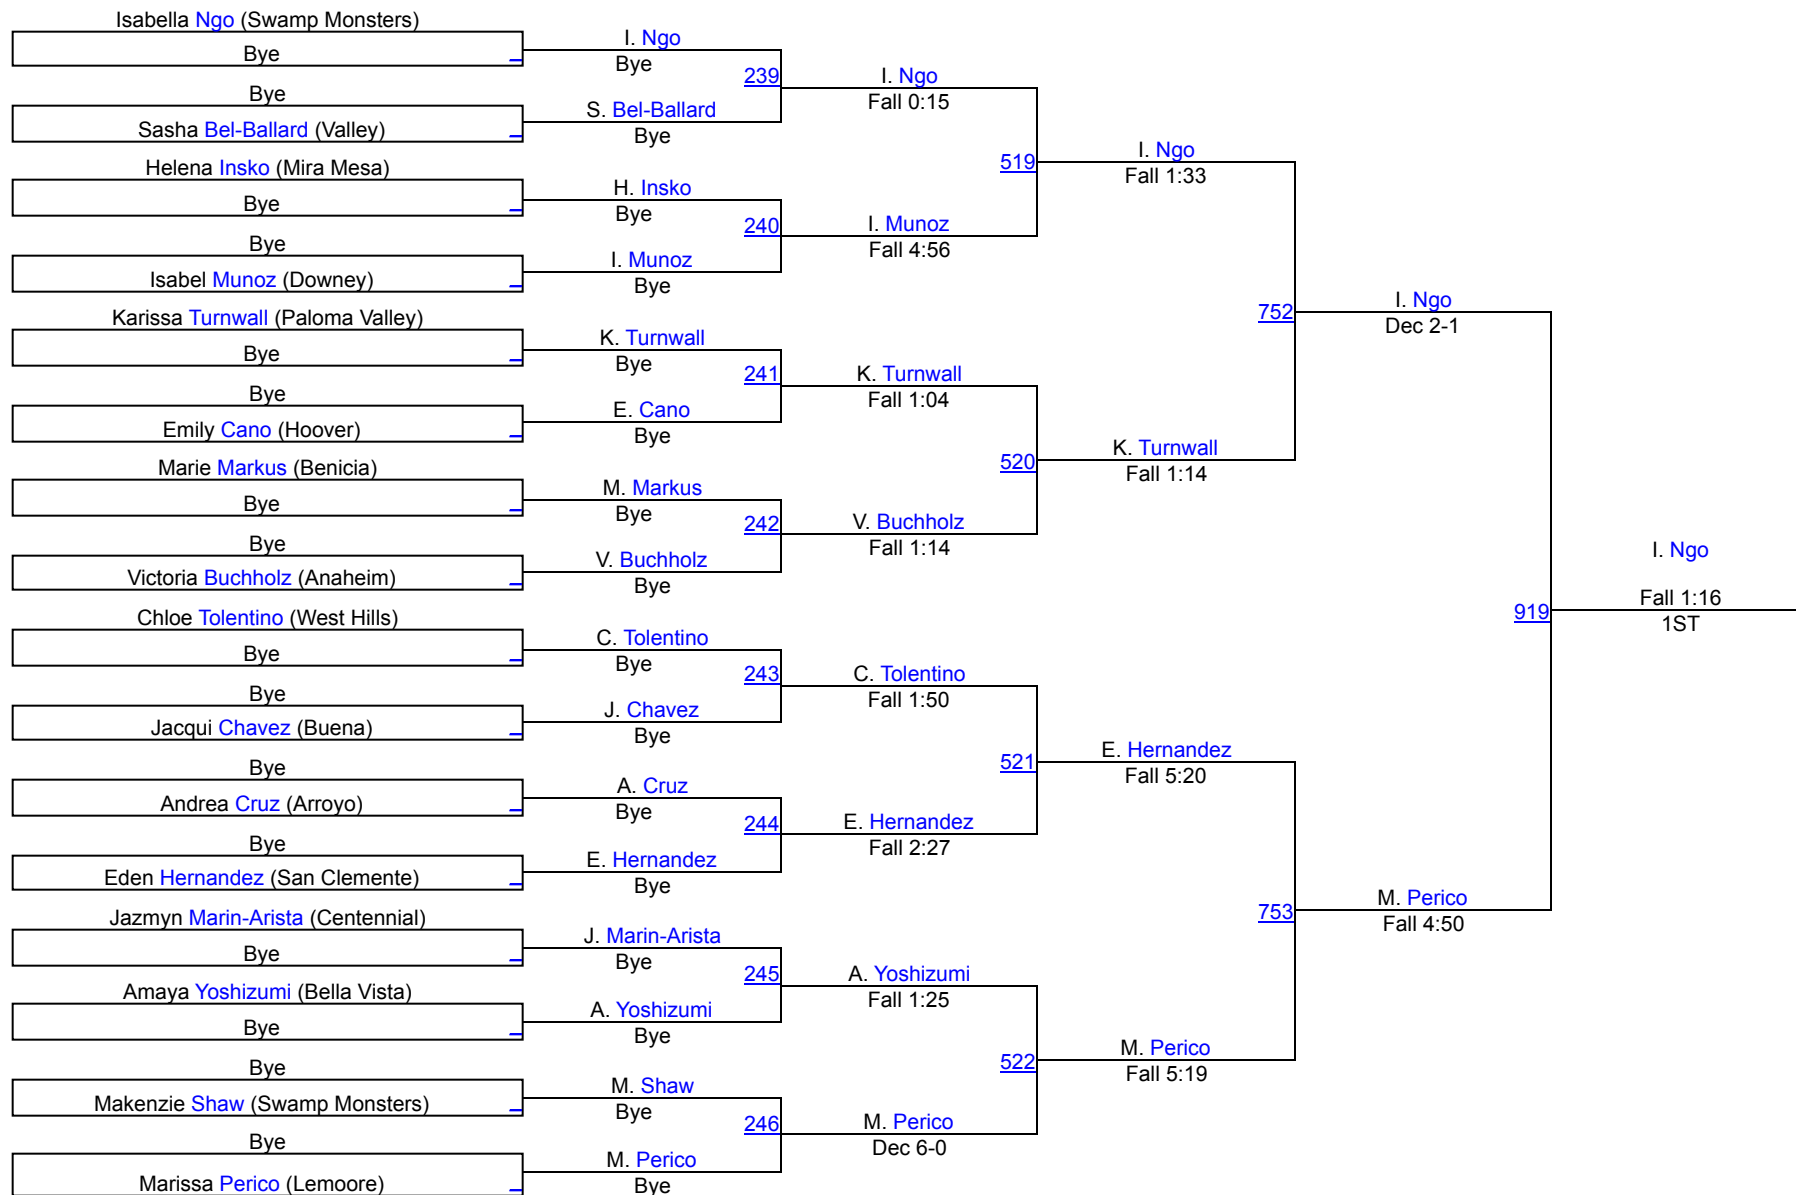 Isabella Ngo (Swamp Monsters)
Bye
Bye
Sasha Bel-Ballard (Valley)
Helena Insko (Mira Mesa)
Bye
Bye
Isabel Munoz (Downey)
Karissa Turnwall (Paloma Valley)
Bye
Bye
Emily Cano (Hoover)
Marie Markus (Benicia)
Bye
Bye
Victoria Buchholz (Anaheim)
Chloe Tolentino (West Hills)
Bye
Bye
Jacqui Chavez (Buena)
Bye
Andrea Cruz (Arroyo)
Bye
Eden Hernandez (San Clemente)
Jazmyn Marin-Arista (Centennial)
Bye
Amaya Yoshizumi (Bella Vista)
Bye
Bye
Makenzie Shaw (Swamp Monsters)
Bye
Marissa Perico (Lemoore)
I. Ngo
Bye
239
S. Bel-Ballard
Bye
H. Insko
Bye
240
I. Munoz
Bye
K. Turnwall
Bye
241
E. Cano
Bye
M. Markus
Bye
242
V. Buchholz
Bye
C. Tolentino
Bye
243
J. Chavez
Bye
A. Cruz
Bye
244
E. Hernandez
Bye
J. Marin-Arista
Bye
245
A. Yoshizumi
Bye
M. Shaw
Bye
246
M. Perico
Bye
I. Ngo
Fall 0:15
519
I. Munoz
Fall 4:56
K. Turnwall
Fall 1:04
520
V. Buchholz
Fall 1:14
C. Tolentino
Fall 1:50
521
E. Hernandez
Fall 2:27
A. Yoshizumi
Fall 1:25
522
M. Perico
Dec 6-0
I. Ngo
Fall 1:33
752
K. Turnwall
Fall 1:14
E. Hernandez
Fall 5:20
753
M. Perico
Fall 5:19
I. Ngo
Dec 2-1
919
M. Perico
Fall 4:50
I. Ngo
Fall 1:16
1ST